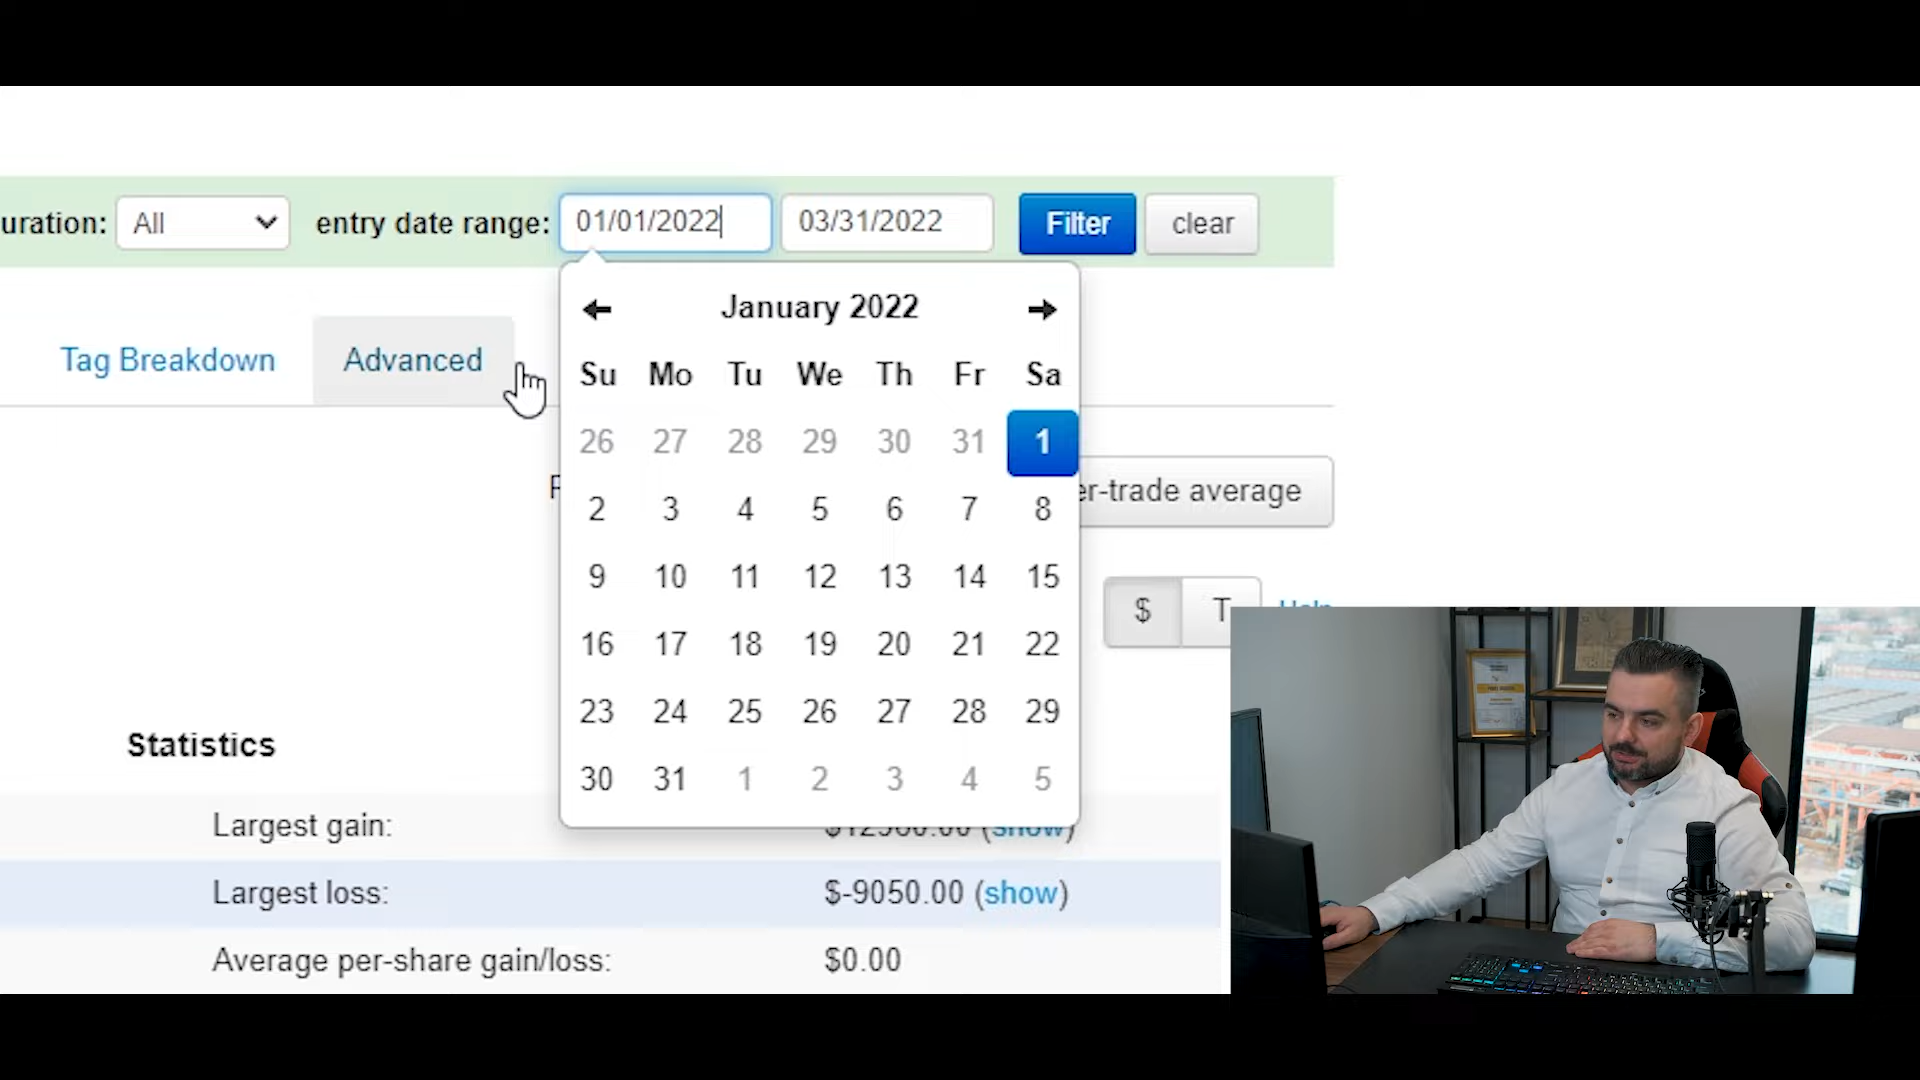 uration: All entry date range: 01/01/2022 03/31/2022 Filter clear
January 2022
Tag Breakdown Advanced
Su Mo Tu We Th Fr Sa
26 27 28 29 30 31 1
er-trade average
2 3 4 5 6 7 8
9 10 11 12 13 14 15
$ T Help
16 17 18 19 20 21 22
23 24 25 26 27 28 29
Statistics
30 31 1 2 3 4 5
Largest gain: (show)
Largest loss: $-9050.00 (show)
Average per-share gain/loss: $0.00